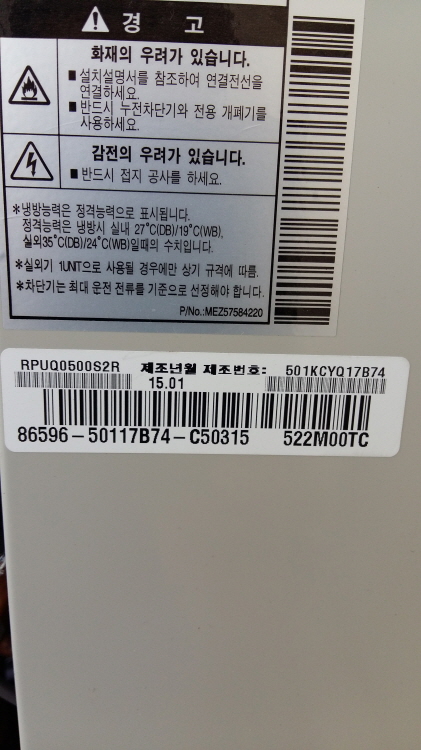 경 고
화재의 우려가 있습니다.
■ 설치설명서를 참조하여 연결전선을
연결하세요.
■ 반드시 누전차단기와 전용 개폐기를
사용하세요.
감전의 우려가 있습니다.
■ 반드시 접지 공사를 하세요.
*냉방능력은 정격능력으로 표시됩니다.
정격능력은 냉방시 실내 27˚C(DB)/19˚C(WB),
실외35˚C(DB)/24˚C(WB)일때의 수치입니다.
*실외기 1UNIT으로 사용될 경우에만 상기 규격에 따름.
*차단기는 최대 운전 전류를 기준으로 선정해야 합니다.
P/No.:MEZ57584220
RPUQ0500S2R 제조년월 제조번호: 501KCYQ17B74
15.01
86596-50117B74-C50315 522M00TC